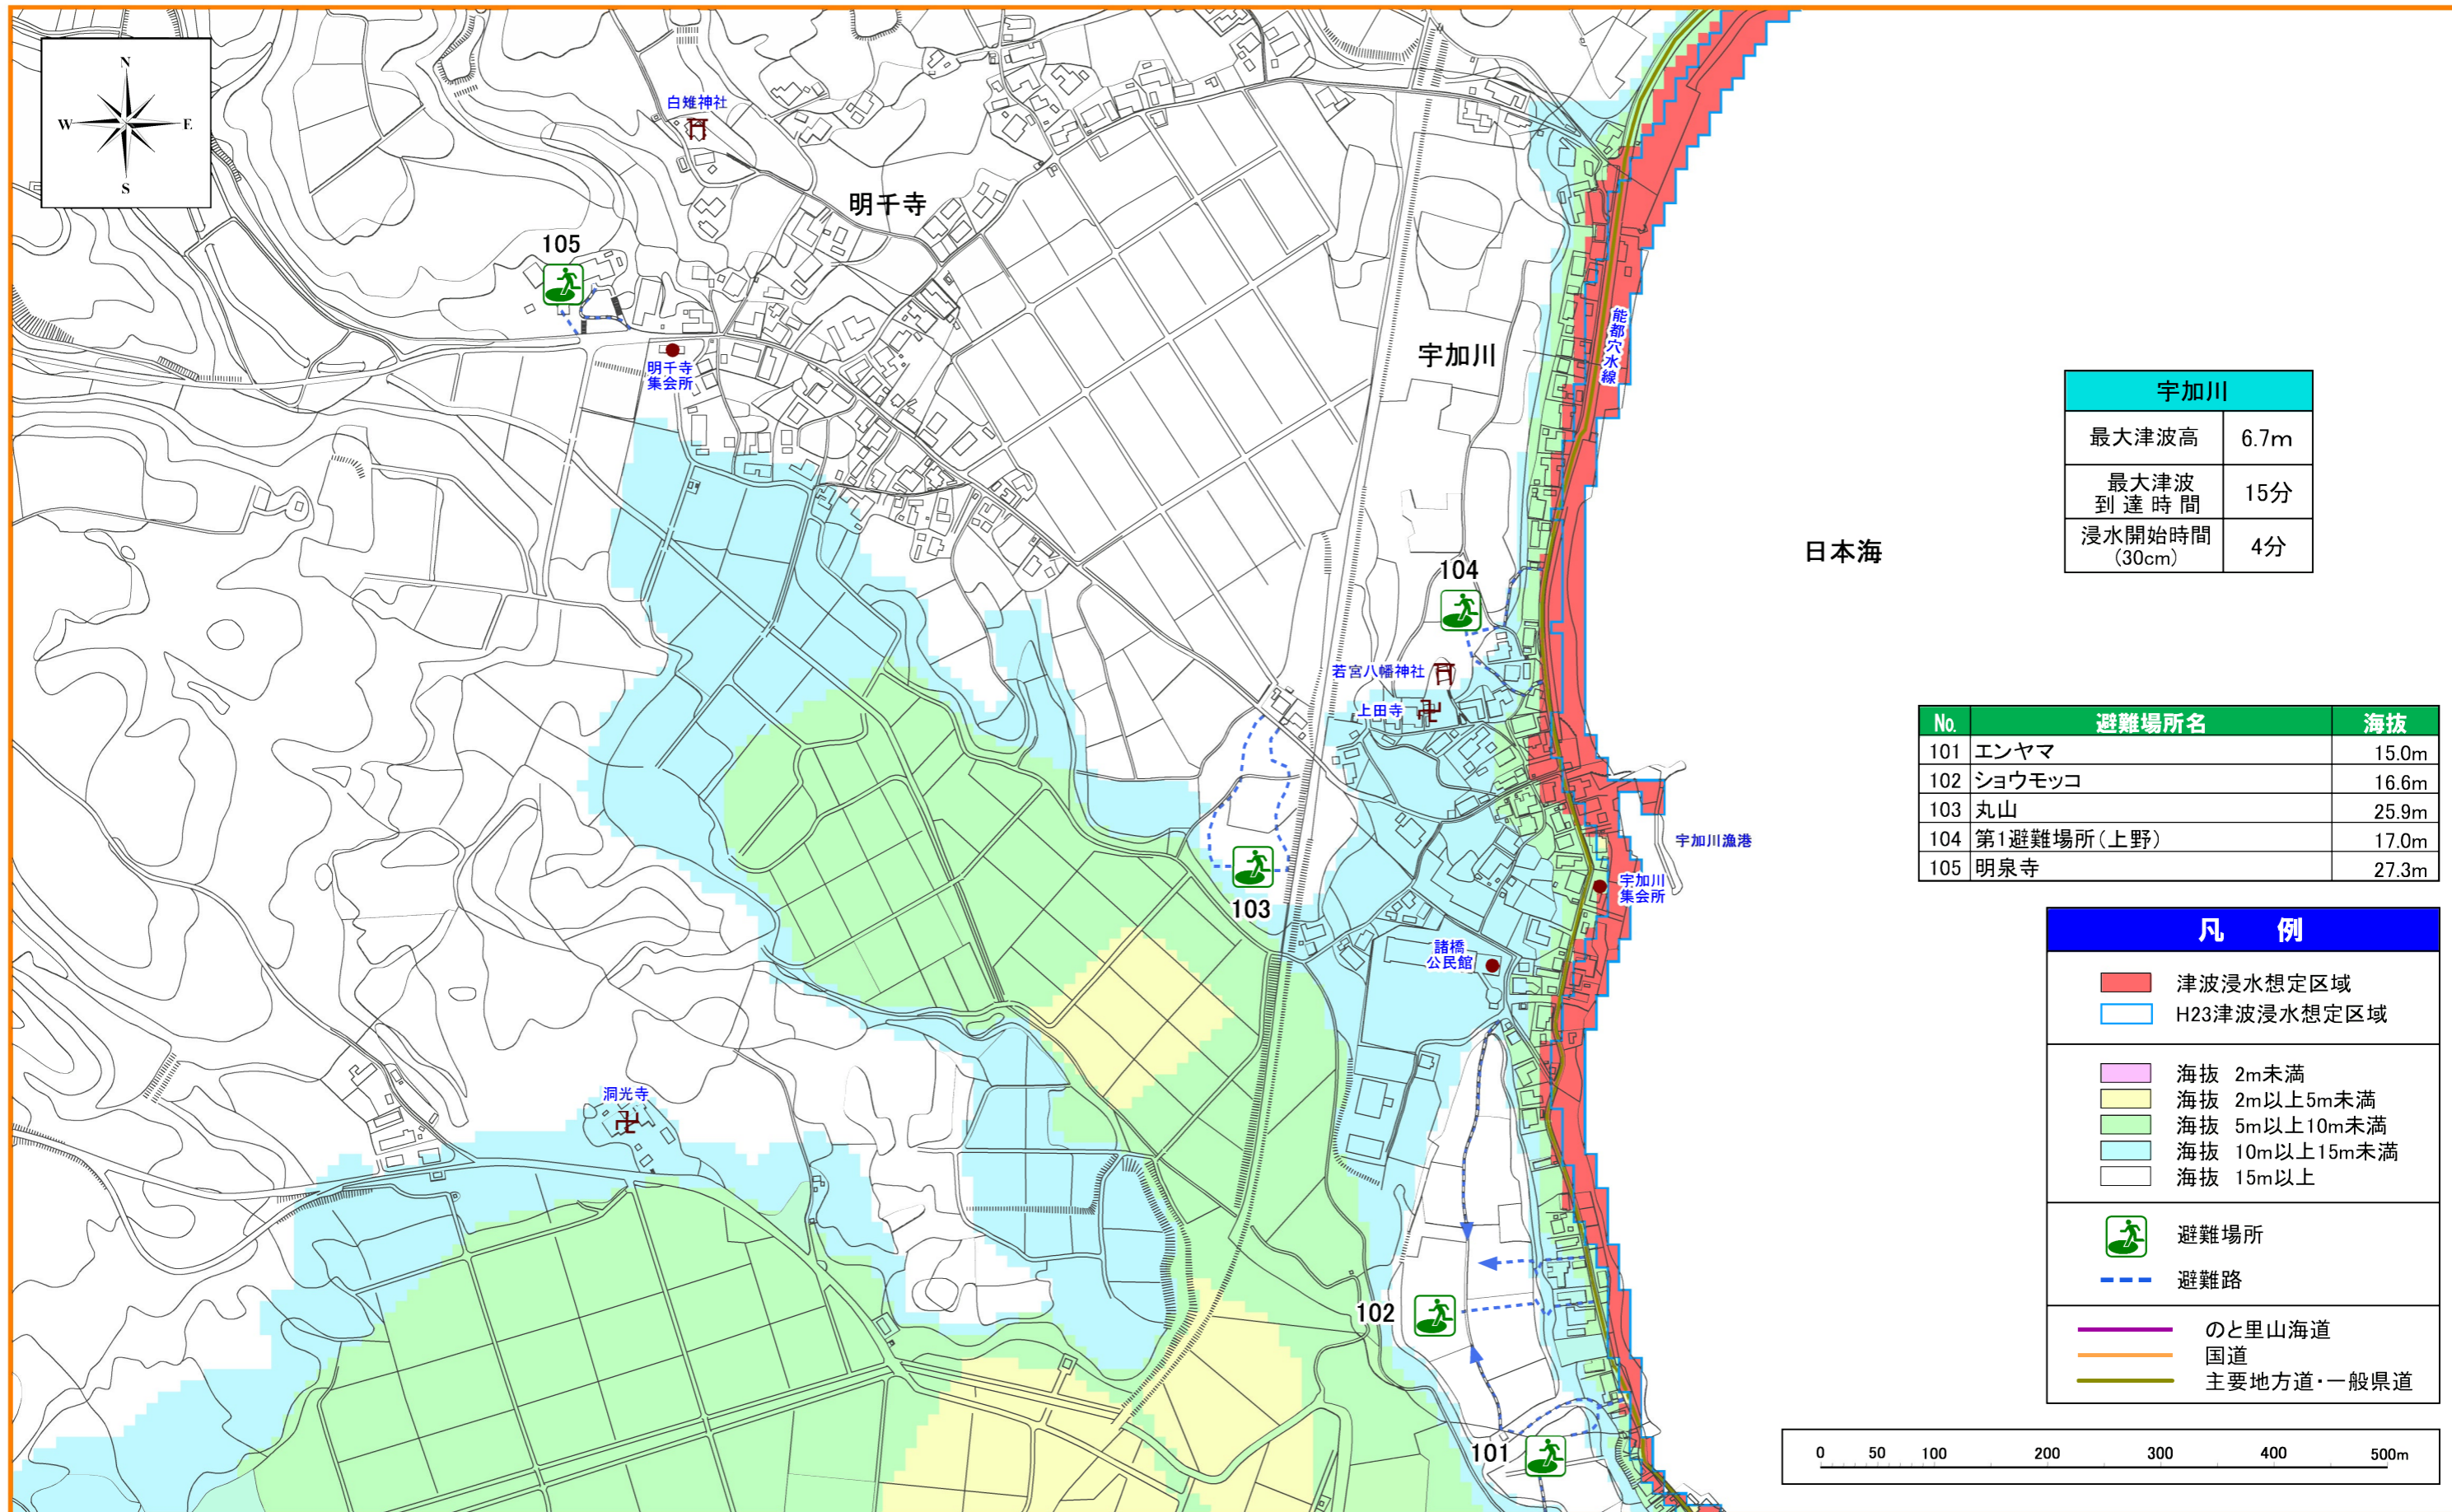 N
W
E
S
白雉神社
明千寺
105
明千寺
集会所
宇加川
能都穴水線
日本海
104
若宮八幡神社
上田寺
103
宇加川漁港
宇加川
集会所
諸橋
公民館
洞光寺
102
101
宇加川
最大津波高 6.7m
最大津波
到達時間 15分
浸水開始時間
(30cm) 4分
No. 避難場所名 海抜
101 エンヤマ 15.0m
102 ショウモッコ 16.6m
103 丸山 25.9m
104 第1避難場所(上野) 17.0m
105 明泉寺 27.3m
凡 例
津波浸水想定区域
H23津波浸水想定区域
海抜 2m未満
海抜 2m以上5m未満
海抜 5m以上10m未満
海抜 10m以上15m未満
海抜 15m以上
避難場所
避難路
のと里山海道
国道
主要地方道・一般県道
0 50 100 200 300 400 500m